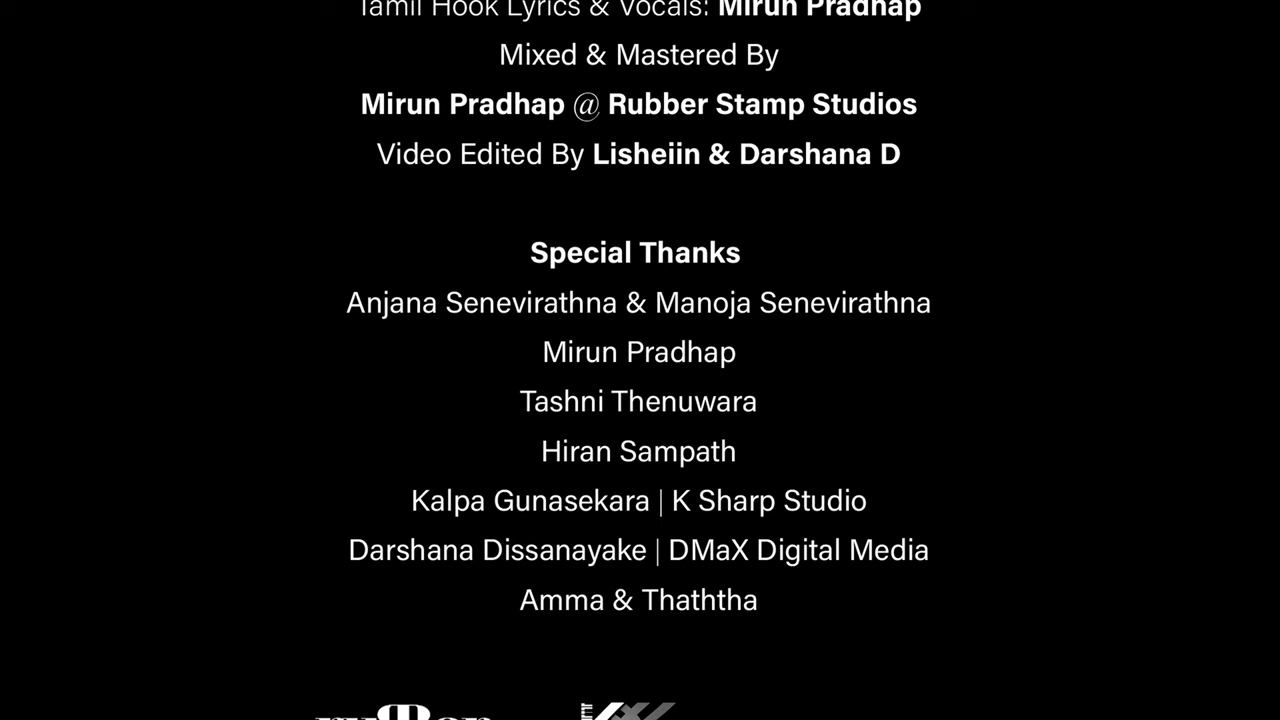 Tamil Hook Lyrics & Vocals: Mirun Pradhap
Mixed & Mastered By
Mirun Pradhap @ Rubber Stamp Studios
Video Edited By Lisheiin & Darshana D
Special Thanks
Anjana Senevirathna & Manoja Senevirathna
Mirun Pradhap
Tashni Thenuwara
Hiran Sampath
Kalpa Gunasekara | K Sharp Studio
Darshana Dissanayake | DMaX Digital Media
Amma & Thaththa